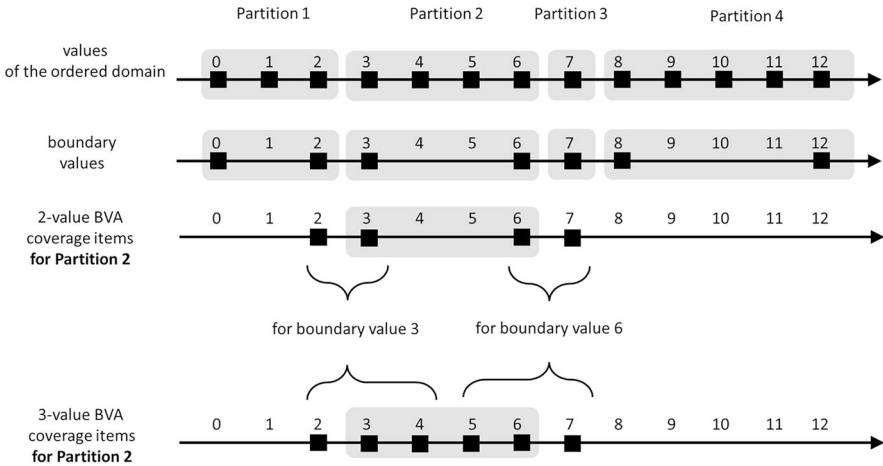 Partition 1 Partition 2 Partition 3 Partition 4
values
of the ordered domain
0 1 2 3 4 5 6 7 8 9 10 11 12
boundary
values
0 1 2 3 4 5 6 7 8 9 10 11 12
2-value BVA
coverage items
for Partition 2
0 1 2 3 4 5 6 7 8 9 10 11 12
for boundary value 3 for boundary value 6
3-value BVA
coverage items
for Partition 2
0 1 2 3 4 5 6 7 8 9 10 11 12